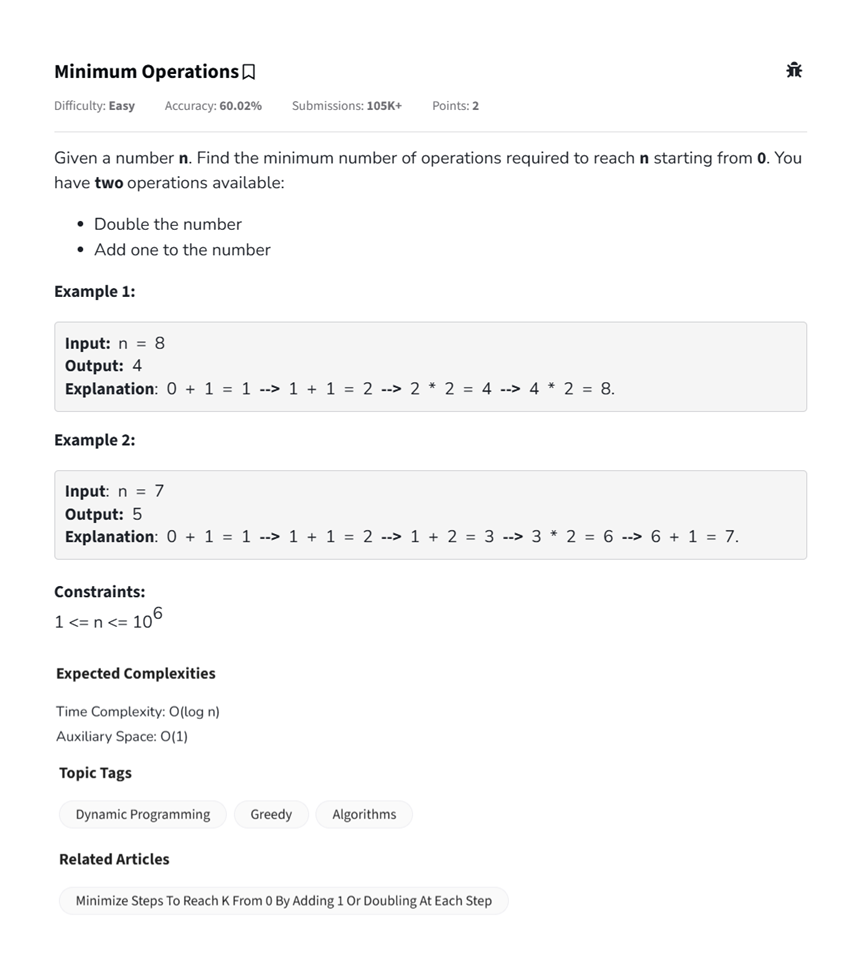 Minimum Operations
Difficulty: Easy Accuracy: 60.02% Submissions: 105K+ Points: 2
Given a number n. Find the minimum number of operations required to reach n starting from 0. You
have two operations available:
• Double the number
• Add one to the number
Example 1:
Input: n = 8
Output: 4
Explanation: 0 + 1 = 1 --> 1 + 1 = 2 --> 2 * 2 = 4 --> 4 * 2 = 8.
Example 2:
Input: n = 7
Output: 5
Explanation: 0 + 1 = 1 --> 1 + 1 = 2 --> 1 + 2 = 3 --> 3 * 2 = 6 --> 6 + 1 = 7.
Constraints:
1 <= n <= 10^6
Expected Complexities
Time Complexity: O(log n)
Auxiliary Space: O(1)
Topic Tags
Dynamic Programming Greedy Algorithms
Related Articles
Minimize Steps To Reach K From 0 By Adding 1 Or Doubling At Each Step